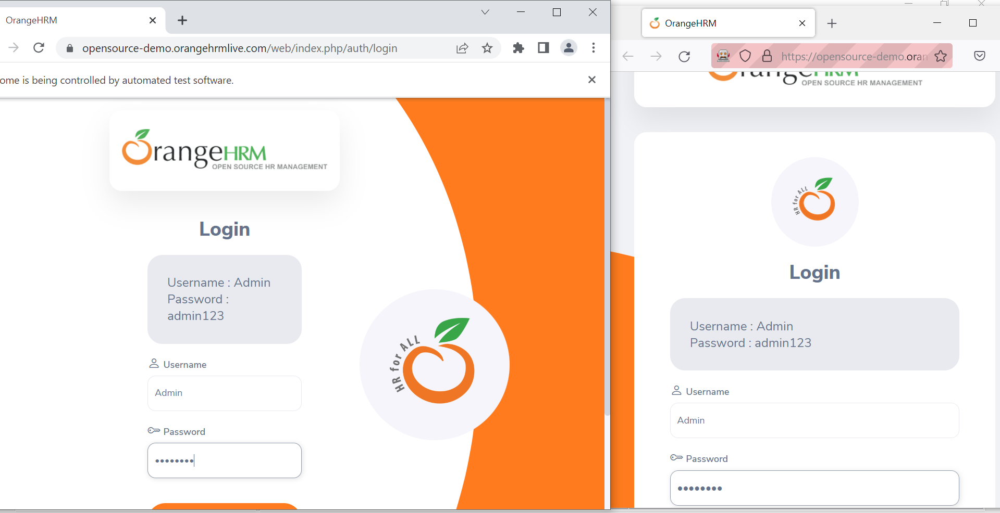 OrangeHRM
opensource-demo.orangehrmlive.com/web/index.php/auth/login
ome is being controlled by automated test software.
OrangeHRM
OPEN SOURCE HR MANAGEMENT
Login
Username : Admin
Password :
admin123
Username
Admin
Password
HR for ALL
OrangeHRM
https://opensource-demo.oran
OrangeHRM
OPEN SOURCE HR MANAGEMENT
HR for ALL
Login
Username : Admin
Password : admin123
Username
Admin
Password